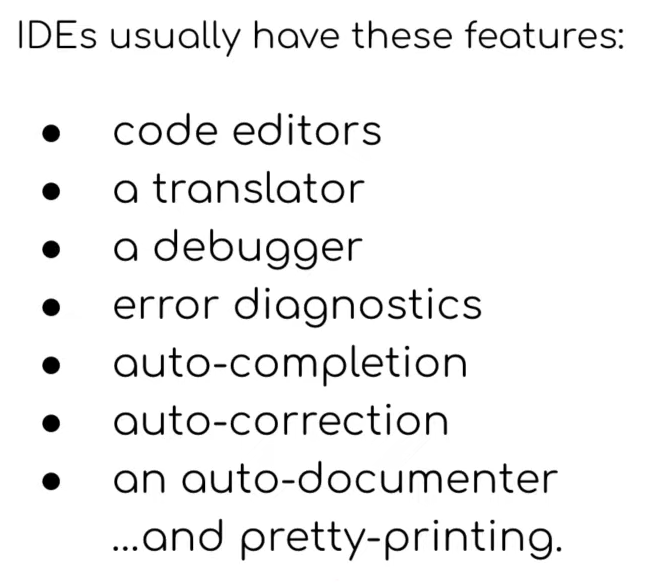 IDEs usually have these features:
● code editors
● a translator
● a debugger
● error diagnostics
● auto-completion
● auto-correction
● an auto-documenter
...and pretty-printing.